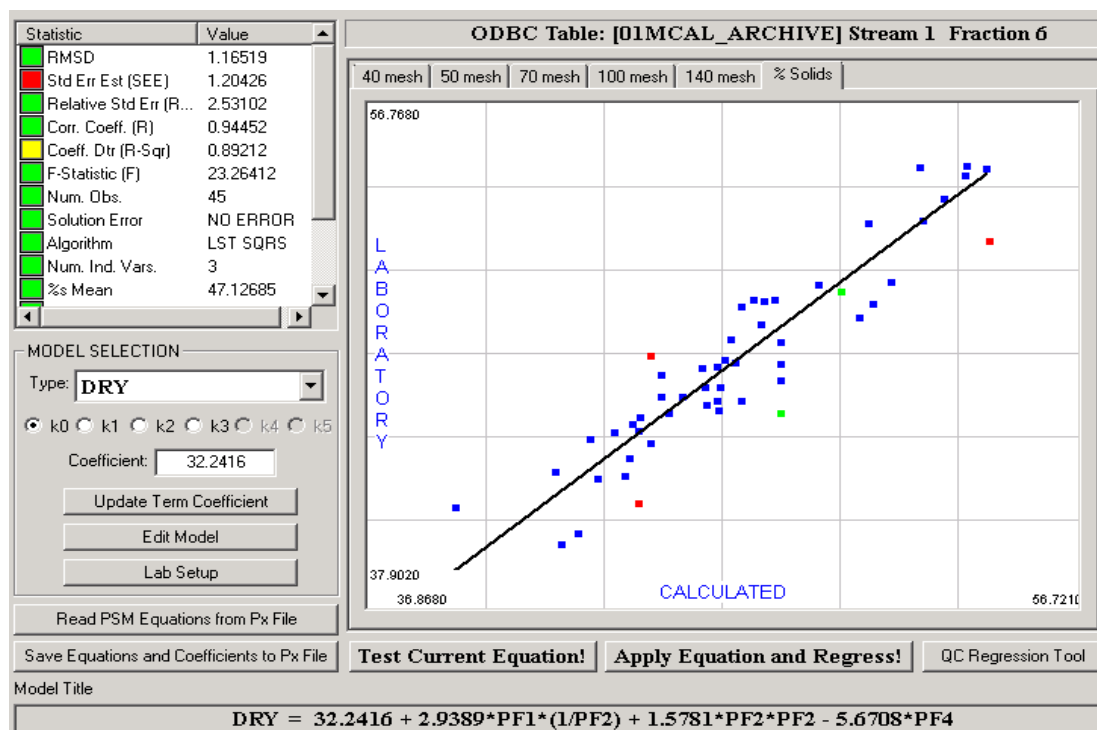 Statistic Value
RMSD 1.16519
Std Err Est (SEE) 1.20426
Relative Std Err (R... 2.53102
Corr. Coeff. (R) 0.94452
Coeff. Dtr (R-Sqr) 0.89212
F-Statistic (F) 23.26412
Num. Obs. 45
Solution Error NO ERROR
Algorithm LST SQRS
Num. Ind. Vars. 3
%s Mean 47.12685
MODEL SELECTION
Type: DRY
k0 k1 k2 k3 k4 k5
Coefficient: 32.2416
Update Term Coefficient
Edit Model
Lab Setup
Read PSM Equations from Px File
Save Equations and Coefficients to Px File
ODBC Table: [01MCAL_ARCHIVE] Stream 1 Fraction 6
40 mesh 50 mesh 70 mesh 100 mesh 140 mesh % Solids
56.7680
LABORATORY
37.9020
36.8680 CALCULATED 56.7210
Test Current Equation! Apply Equation and Regress! QC Regression Tool
Model Title
DRY = 32.2416 + 2.9389*PF1*(1/PF2) + 1.5781*PF2*PF2 - 5.6708*PF4